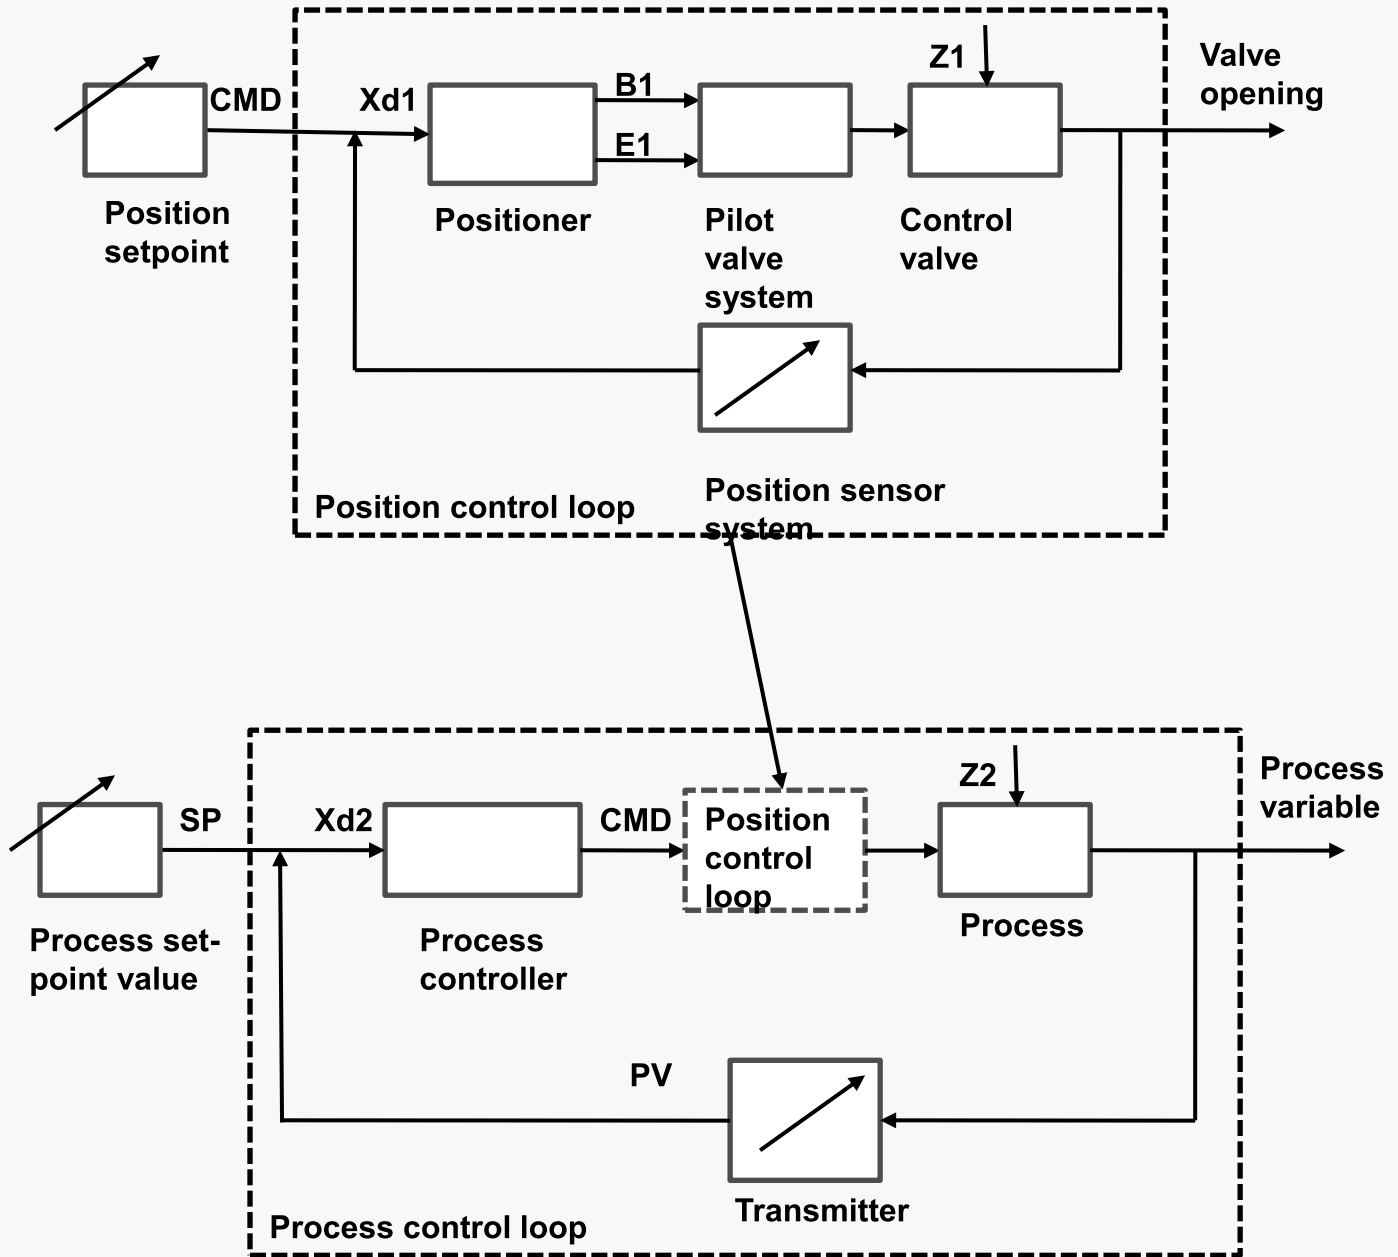 Z1
Valve
opening
CMD
Xd1
B1
E1
Position
setpoint
Positioner
Pilot
valve
system
Control
valve
Position control loop
Position sensor
system
Z2
Process
variable
SP
Xd2
CMD
Position
control
loop
Process
Process set-
point value
Process
controller
PV
Transmitter
Process control loop